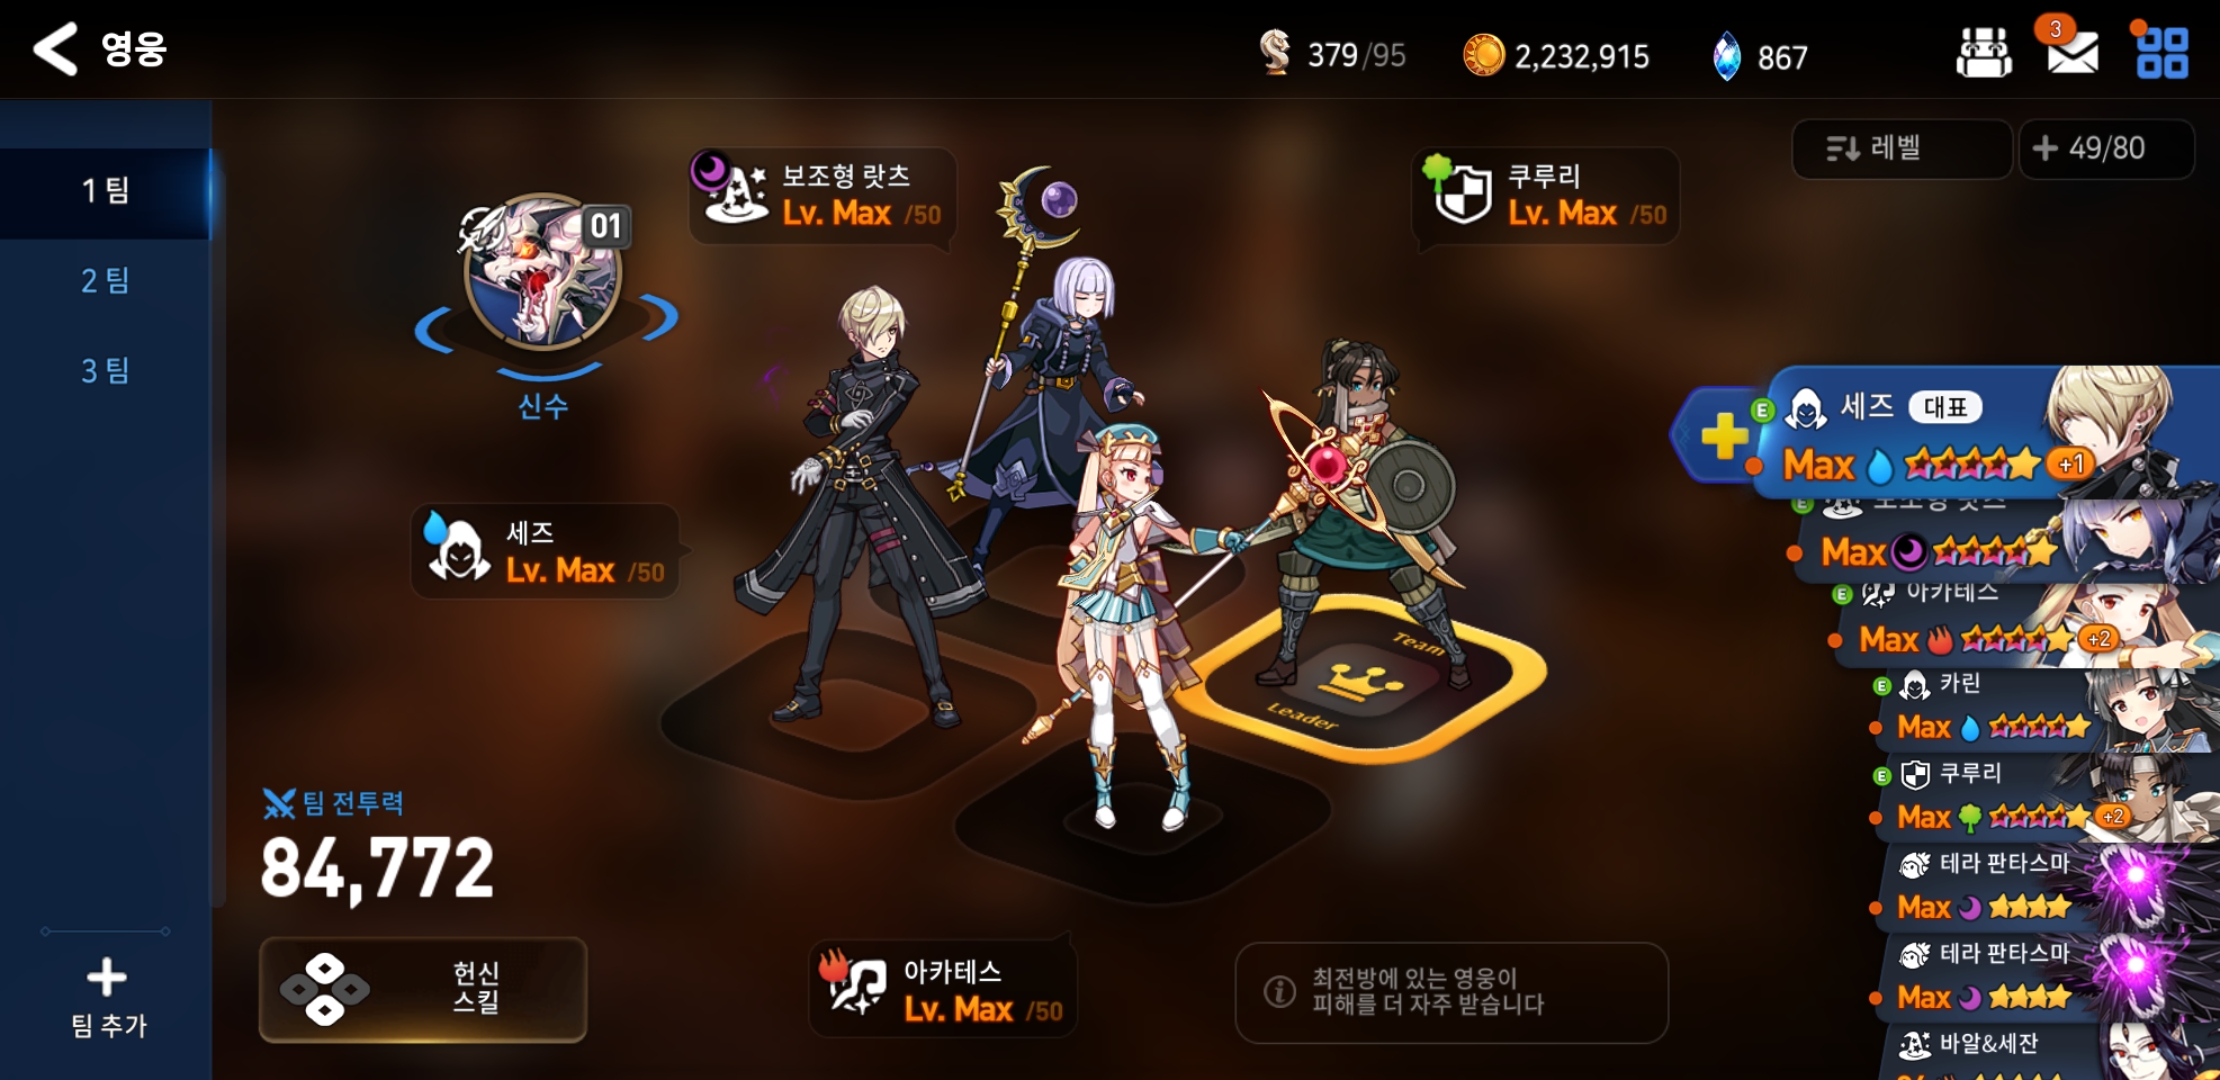 영웅
379/95
2,232,915
867
3
레벨
49/80
1 팀
2 팀
3 팀
팀 추가
01
신수
보조형 랏츠
Lv. Max /50
쿠루리
Lv. Max /50
세즈
Lv. Max /50
Team
Leader
팀 전투력
84,772
헌신
스킬
아카테스
Lv. Max /50
최전방에 있는 영웅이
피해를 더 자주 받습니다
E 세즈 대표
Max +1
E 보조형 랏츠
Max
E 아카테스
Max +2
E 카린
Max
E 쿠루리
Max +2
테라 판타스마
Max
테라 판타스마
Max
바알&세잔